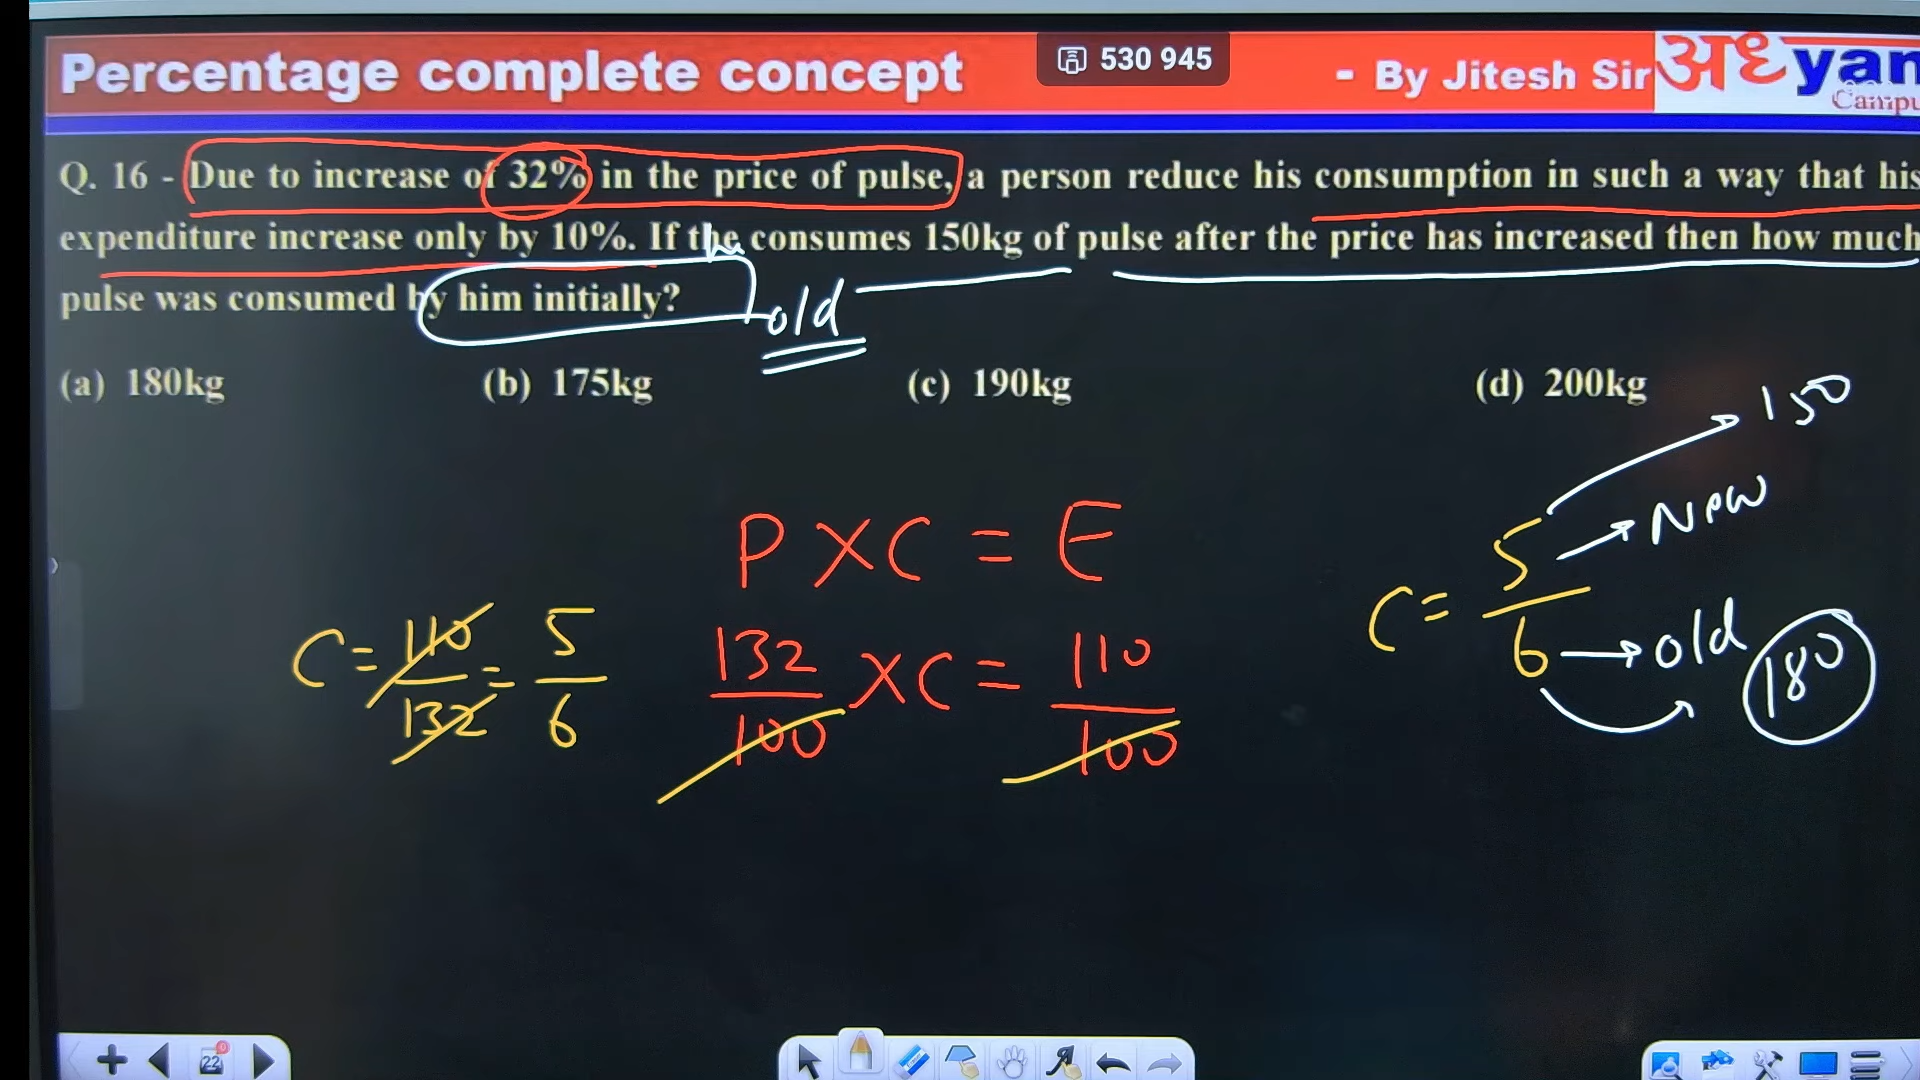 Percentage complete concept
530 945
- By Jitesh Sir
अध्yan
Campu
Q. 16 - Due to increase of 32% in the price of pulse, a person reduce his consumption in such a way that his
expenditure increase only by 10%. If the consumes 150kg of pulse after the price has increased then how much
pulse was consumed by him initially?
old
(a) 180kg
(b) 175kg
(c) 190kg
(d) 200kg
150
P X C = E
New
C = 110/132 = 5/6
132/100 X C = 110/100
C = 5/6
old
180
22